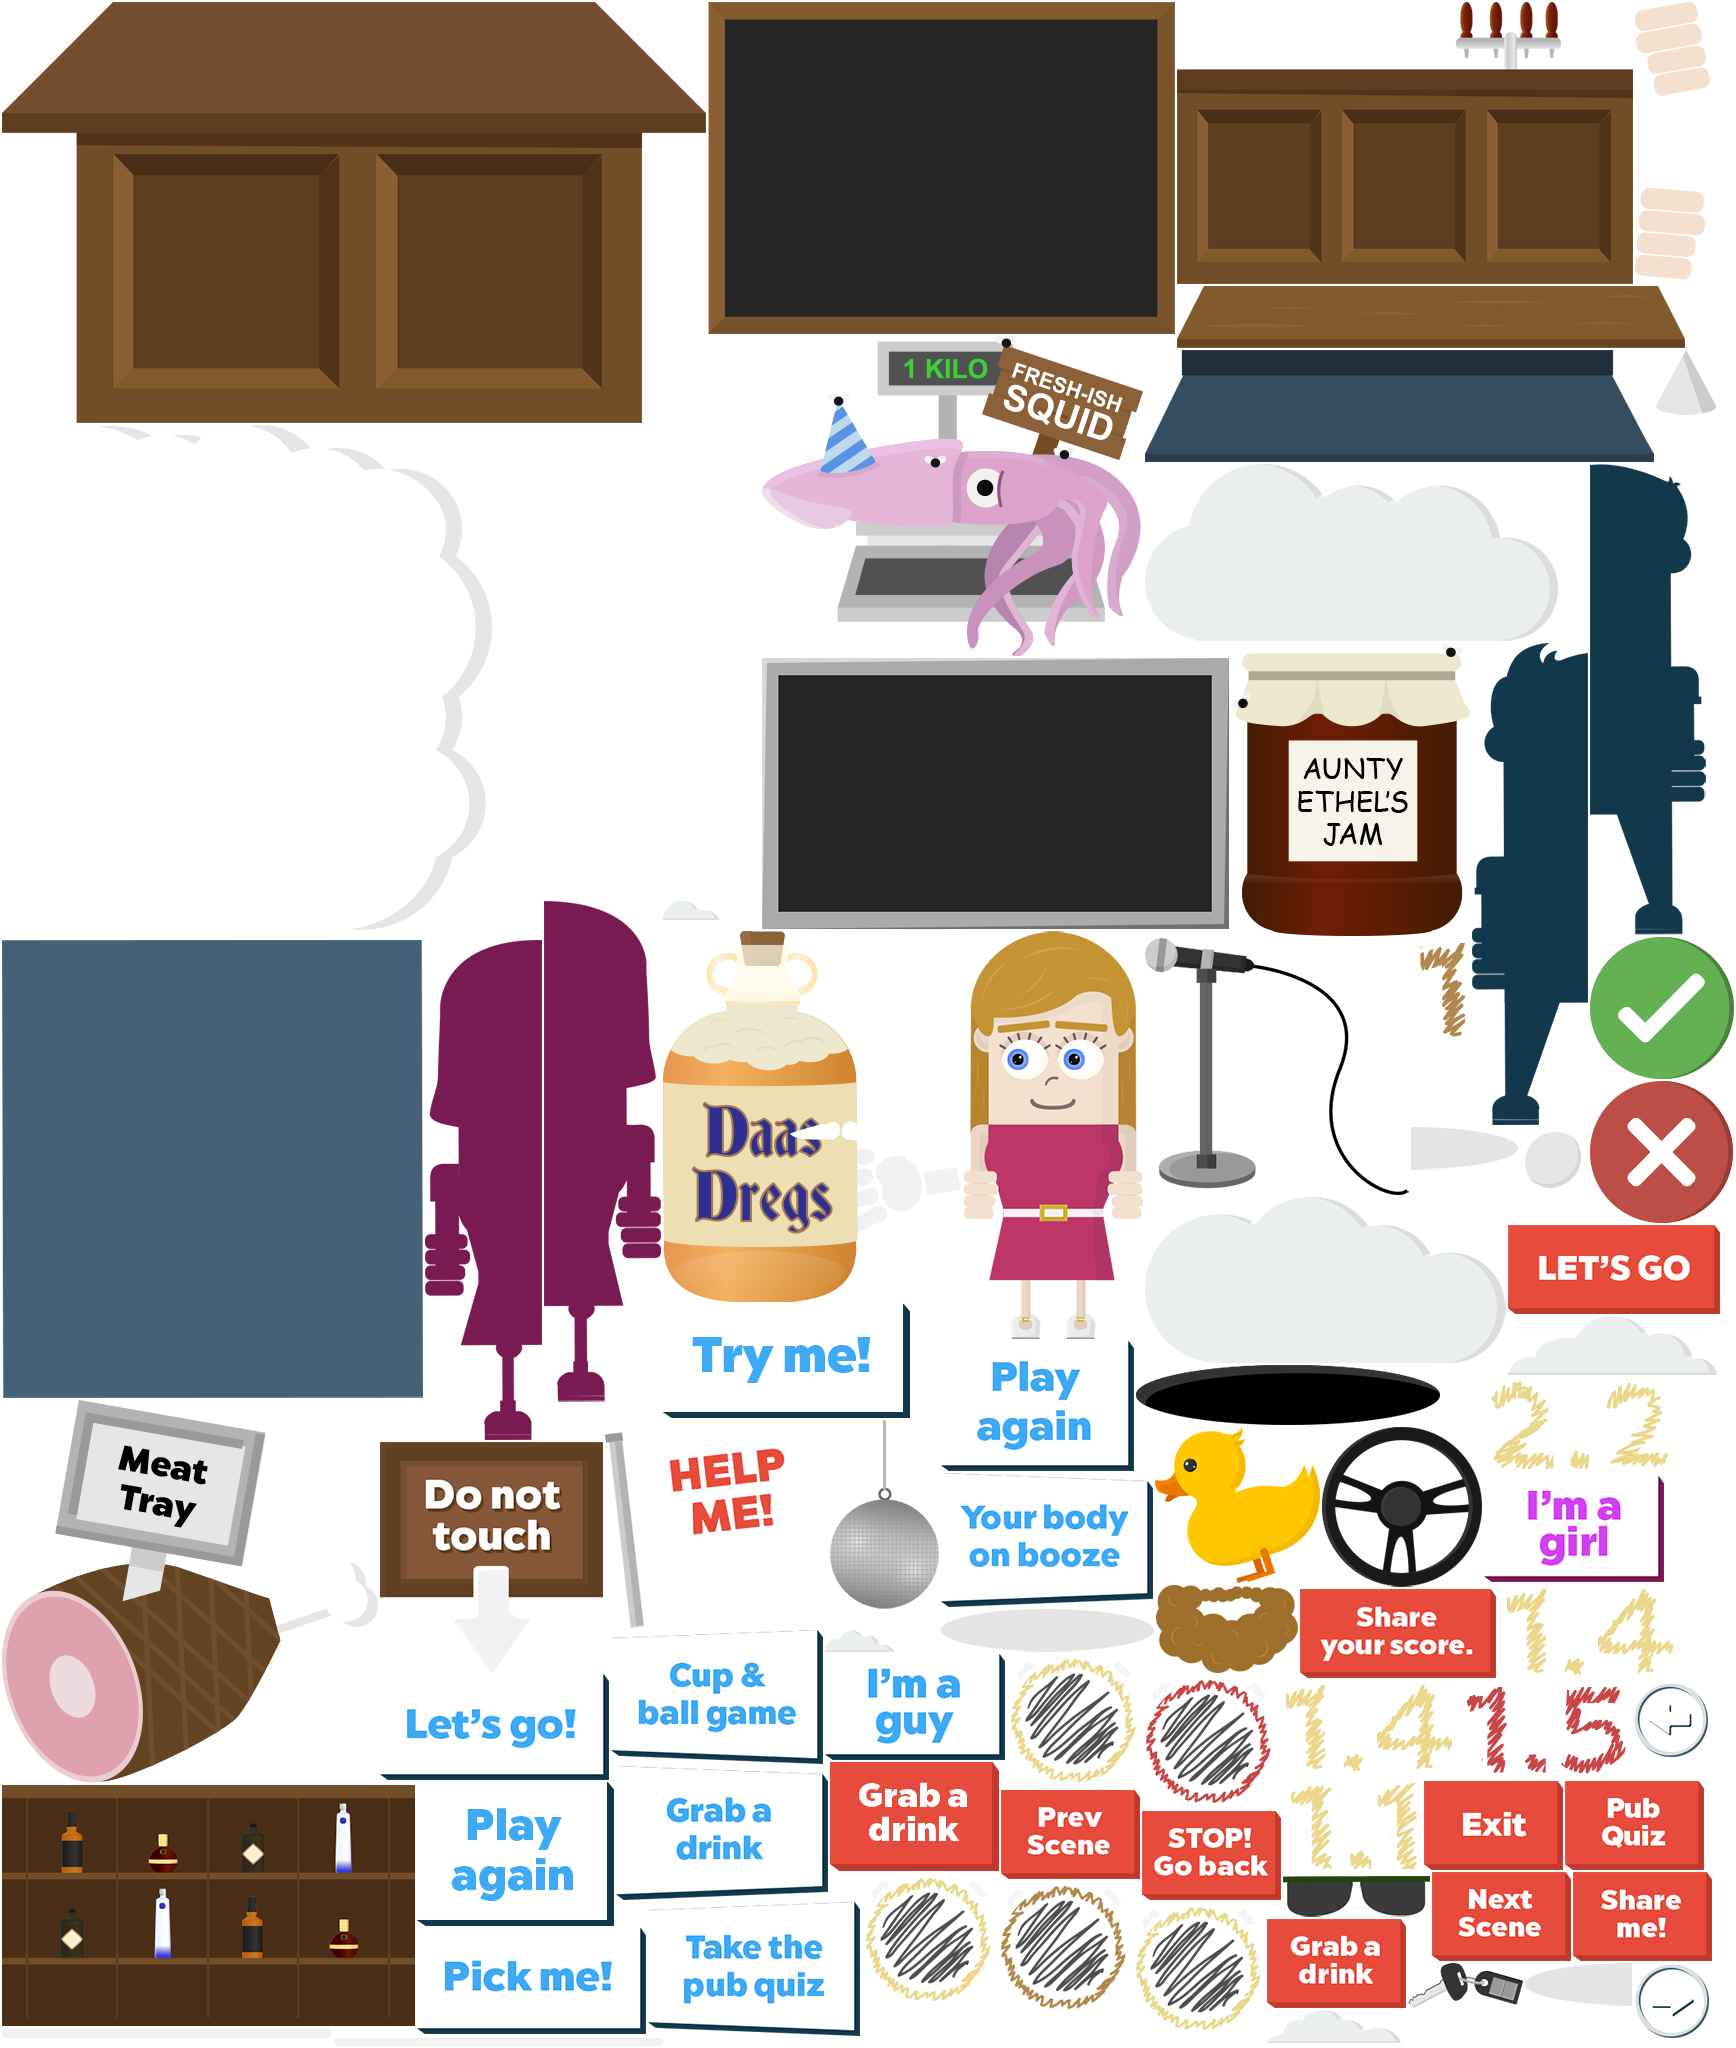 1 KILO
FRESH-ISH
SQUID
AUNTY
ETHEL'S
JAM
1
Daas
Dregs
LET'S GO
Try me!
Play
again
2..2
Meat
Tray
Do not
touch
HELP
ME!
Your body
on booze
I'm a
girl
Share
your score.
1.4
Cup &
ball game
I'm a
guy
Let's go!
1.4
1.5
Play
again
Grab a
drink
Grab a
drink
Prev
Scene
STOP!
Go back
1.1
Exit
Pub
Quiz
Pick me!
Take the
pub quiz
Grab a
drink
Next
Scene
Share
me!